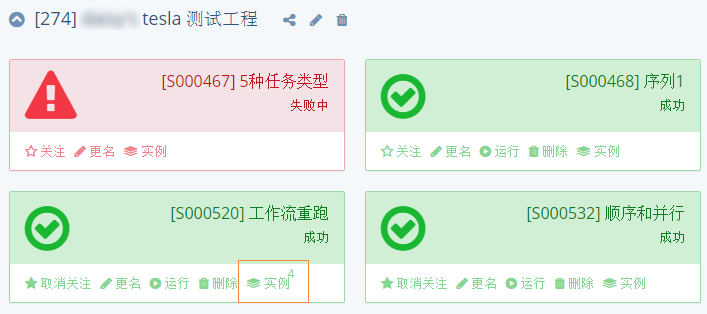 [274] tesla 测试工程
[S000467] 5种任务类型
失败中
关注 更名 实例
[S000468] 序列1
成功
关注 更名 运行 删除 实例
[S000520] 工作流重跑
成功
取消关注 更名 运行 删除 实例 4
[S000532] 顺序和并行
成功
取消关注 更名 运行 删除 实例